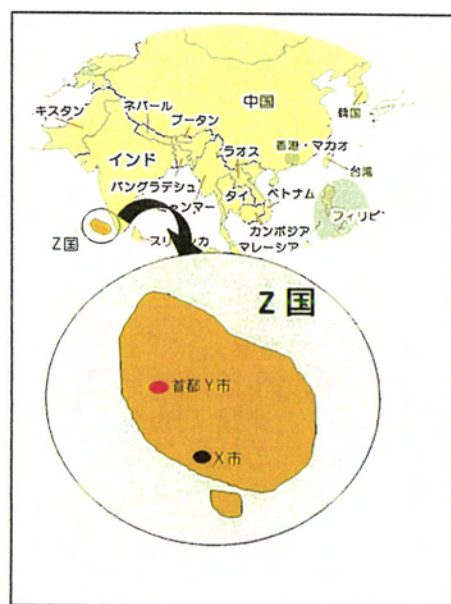 中国
キスタン
ネパール
ブータン
韓国
インド
ラオス
香港・マカオ
台湾
バングラデシュ
タイ
ベトナム
ンマー
フィリピ
カンボジア
マレーシア
Z国
スリ
カ
Z国
首都Y市
X市